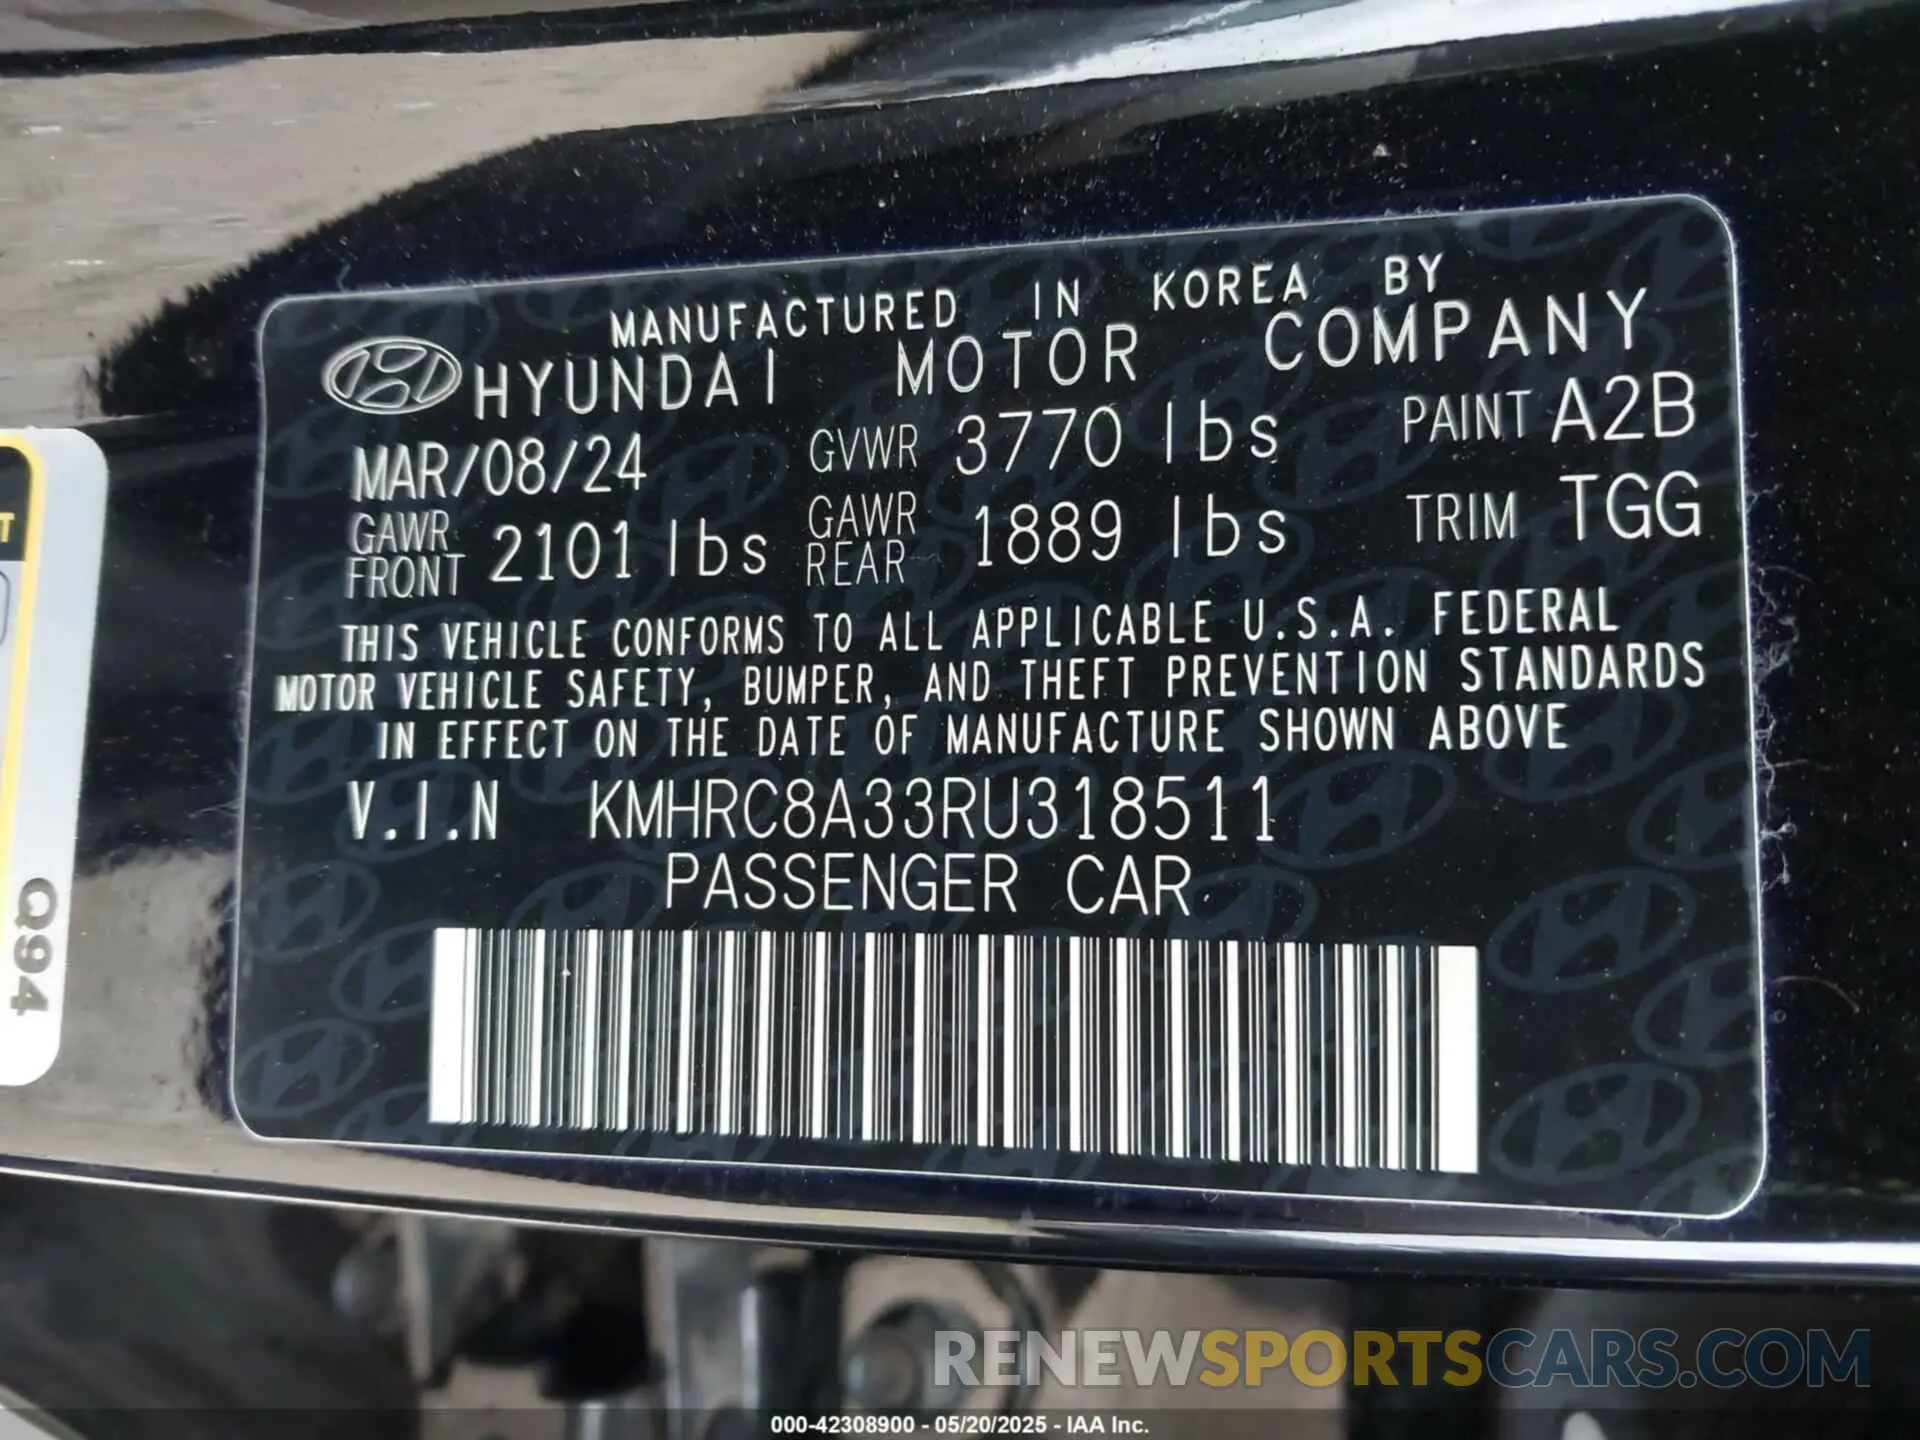 MANUFACTURED IN KOREA BY
HYUNDAI MOTOR COMPANY
MAR/08/24 GVWR 3770 lbs PAINT A2B
GAWR FRONT 2101 lbs GAWR REAR 1889 lbs TRIM TGG
THIS VEHICLE CONFORMS TO ALL APPLICABLE U.S.A. FEDERAL
MOTOR VEHICLE SAFETY, BUMPER, AND THEFT PREVENTION STANDARDS
IN EFFECT ON THE DATE OF MANUFACTURE SHOWN ABOVE
V.I.N KMHRC8A33RU318511
PASSENGER CAR
T
Q94
RENEWSPORTSCARS.COM
000-42308900 - 05/20/2025 - IAA Inc.